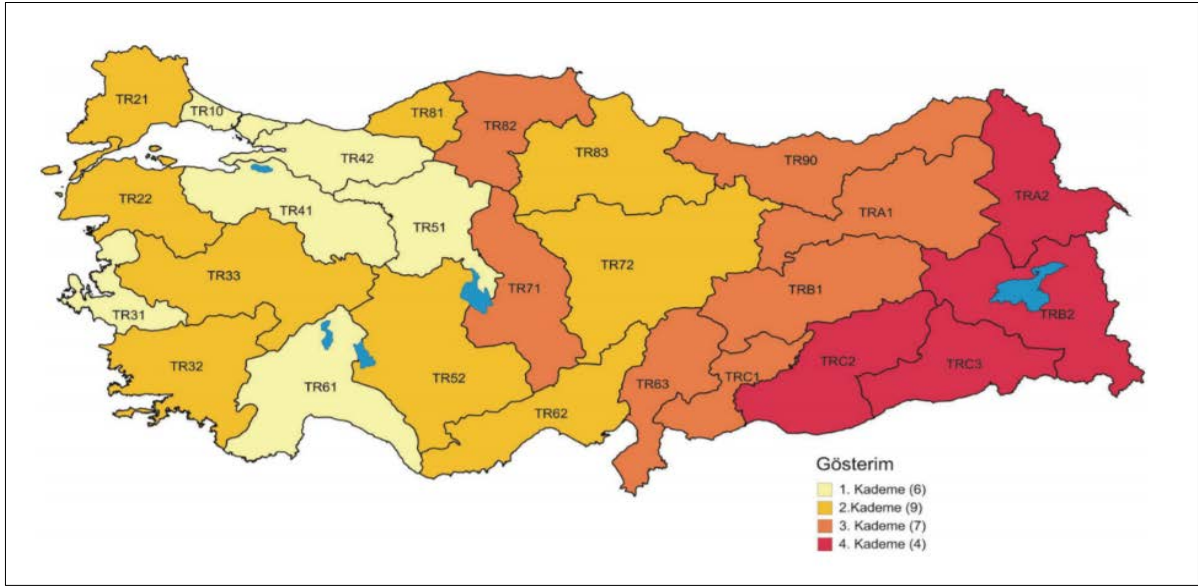 TR21
TR10
TR81
TR82
TR42
TR83
TR90
TR22
TR41
TR51
TRA1
TRA2
TR33
TR71
TR72
TRB1
TRB2
TR31
TR32
TR61
TR52
TR62
TR63
TRC1
TRC2
TRC3
Gösterim
1. Kademe (6)
2.Kademe (9)
3. Kademe (7)
4. Kademe (4)